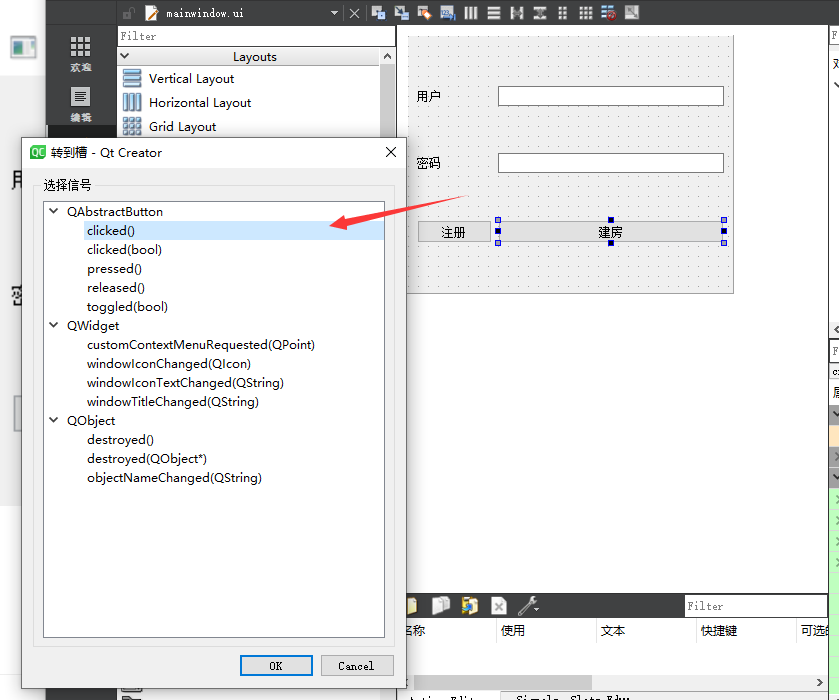 mainwindow.ui
Filter
Layouts
Vertical Layout
Horizontal Layout
Grid Layout
欢迎
编辑
用户
密码
注册
建房
转到槽 - Qt Creator
选择信号
QAbstractButton
clicked()
clicked(bool)
pressed()
released()
toggled(bool)
QWidget
customContextMenuRequested(QPoint)
windowIconChanged(QIcon)
windowIconTextChanged(QString)
windowTitleChanged(QString)
QObject
destroyed()
destroyed(QObject*)
objectNameChanged(QString)
OK
Cancel
Filter
名称
使用
文本
快捷键
可选的